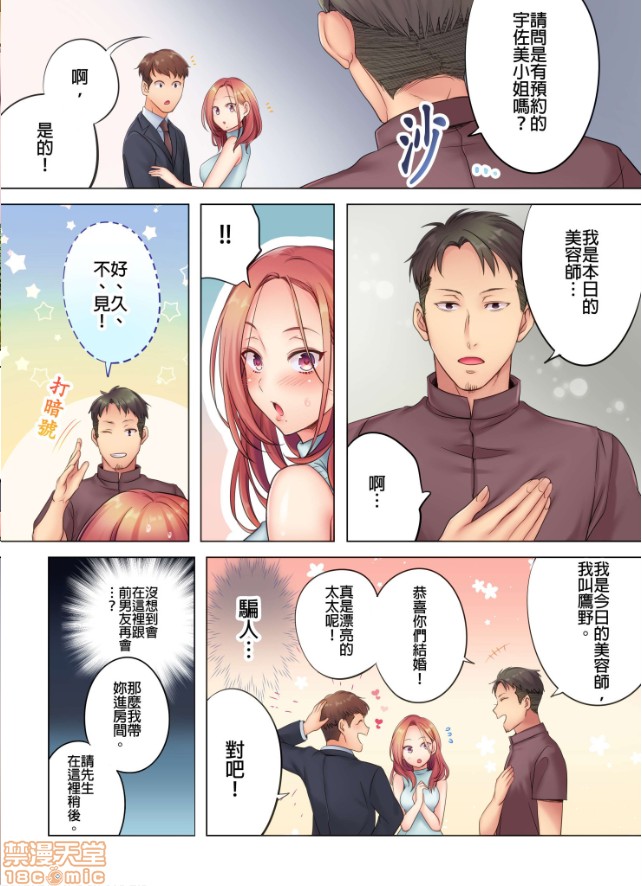 請問是有預約的
宇佐美小姐嗎？
沙
啊，
是的！
我是本日的
美容師…
啊…
!!
好、久、
不、見！
打暗號
我是今日的美容師，
我叫鷹野。
恭喜你們結婚！
真是漂亮的
太太呢！
騙人…
對吧！
沒想到會
在這裡跟
前男友再會
…？
那麼我帶
妳進房間。
請先生
在這裡稍後。
禁漫天堂
18comic.com